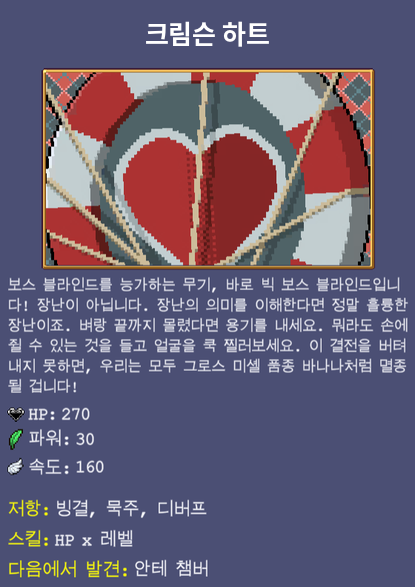 크림슨 하트
보스 블라인드를 능가하는 무기, 바로 빅 보스 블라인드입니
다! 장난이 아닙니다. 장난의 의미를 이해한다면 정말 훌륭한
장난이죠. 벼랑 끝까지 몰렸다면 용기를 내세요. 뭐라도 손에
쥘 수 있는 것을 들고 얼굴을 쿡 찔러보세요. 이 결전을 버텨
내지 못하면, 우리는 모두 그로스 미셸 품종 바나나처럼 멸종
될 겁니다!
HP: 270
파워: 30
속도: 160
저항: 빙결, 묵주, 디버프
스킬: HP x 레벨
다음에서 발견: 안테 챔버